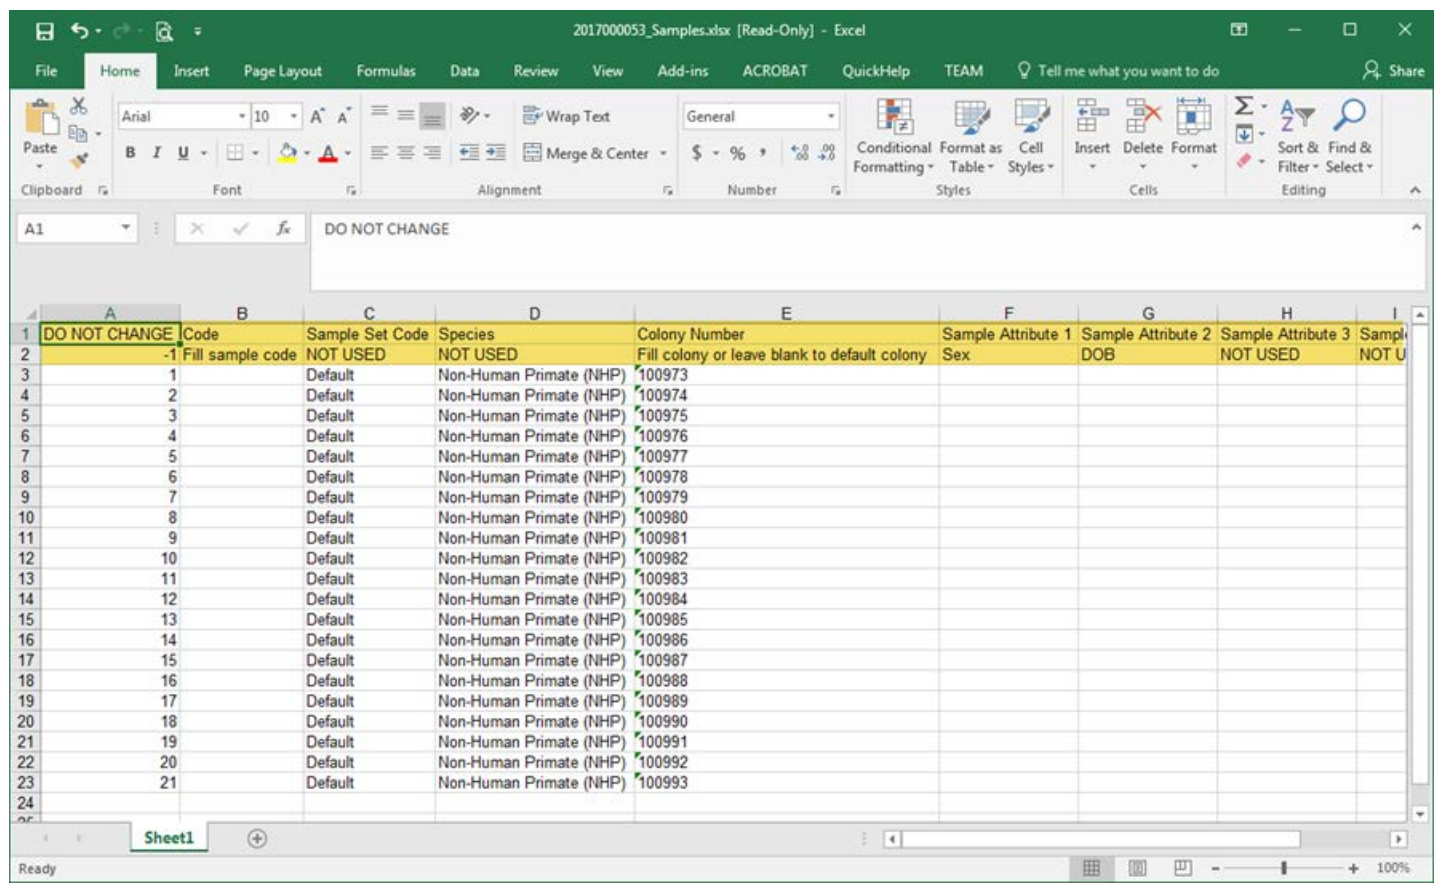 2017000053_Samples.xlsx [Read-Only] - Excel
File Home Insert Page Layout Formulas Data Review View Add-ins ACROBAT QuickHelp TEAM Tell me what you want to do Share
Arial 10 A A Wrap Text General
Paste B I U A Merge & Center $ % , .00 Conditional Formatting Format as Table Cell Styles Insert Delete Format Sort & Filter Find & Select
Clipboard Font Alignment Number Styles Cells Editing
A1 fx DO NOT CHANGE
A B C D E F G H I
1 DO NOT CHANGE Code Sample Set Code Species Colony Number Sample Attribute 1 Sample Attribute 2 Sample Attribute 3 Sampl
2 -1 Fill sample code NOT USED NOT USED Fill colony or leave blank to default colony Sex DOB NOT USED NOT U
3 1 Default Non-Human Primate (NHP) 100973
4 2 Default Non-Human Primate (NHP) 100974
5 3 Default Non-Human Primate (NHP) 100975
6 4 Default Non-Human Primate (NHP) 100976
7 5 Default Non-Human Primate (NHP) 100977
8 6 Default Non-Human Primate (NHP) 100978
9 7 Default Non-Human Primate (NHP) 100979
10 8 Default Non-Human Primate (NHP) 100980
11 9 Default Non-Human Primate (NHP) 100981
12 10 Default Non-Human Primate (NHP) 100982
13 11 Default Non-Human Primate (NHP) 100983
14 12 Default Non-Human Primate (NHP) 100984
15 13 Default Non-Human Primate (NHP) 100985
16 14 Default Non-Human Primate (NHP) 100986
17 15 Default Non-Human Primate (NHP) 100987
18 16 Default Non-Human Primate (NHP) 100988
19 17 Default Non-Human Primate (NHP) 100989
20 18 Default Non-Human Primate (NHP) 100990
21 19 Default Non-Human Primate (NHP) 100991
22 20 Default Non-Human Primate (NHP) 100992
23 21 Default Non-Human Primate (NHP) 100993
24
Sheet1
Ready 100%